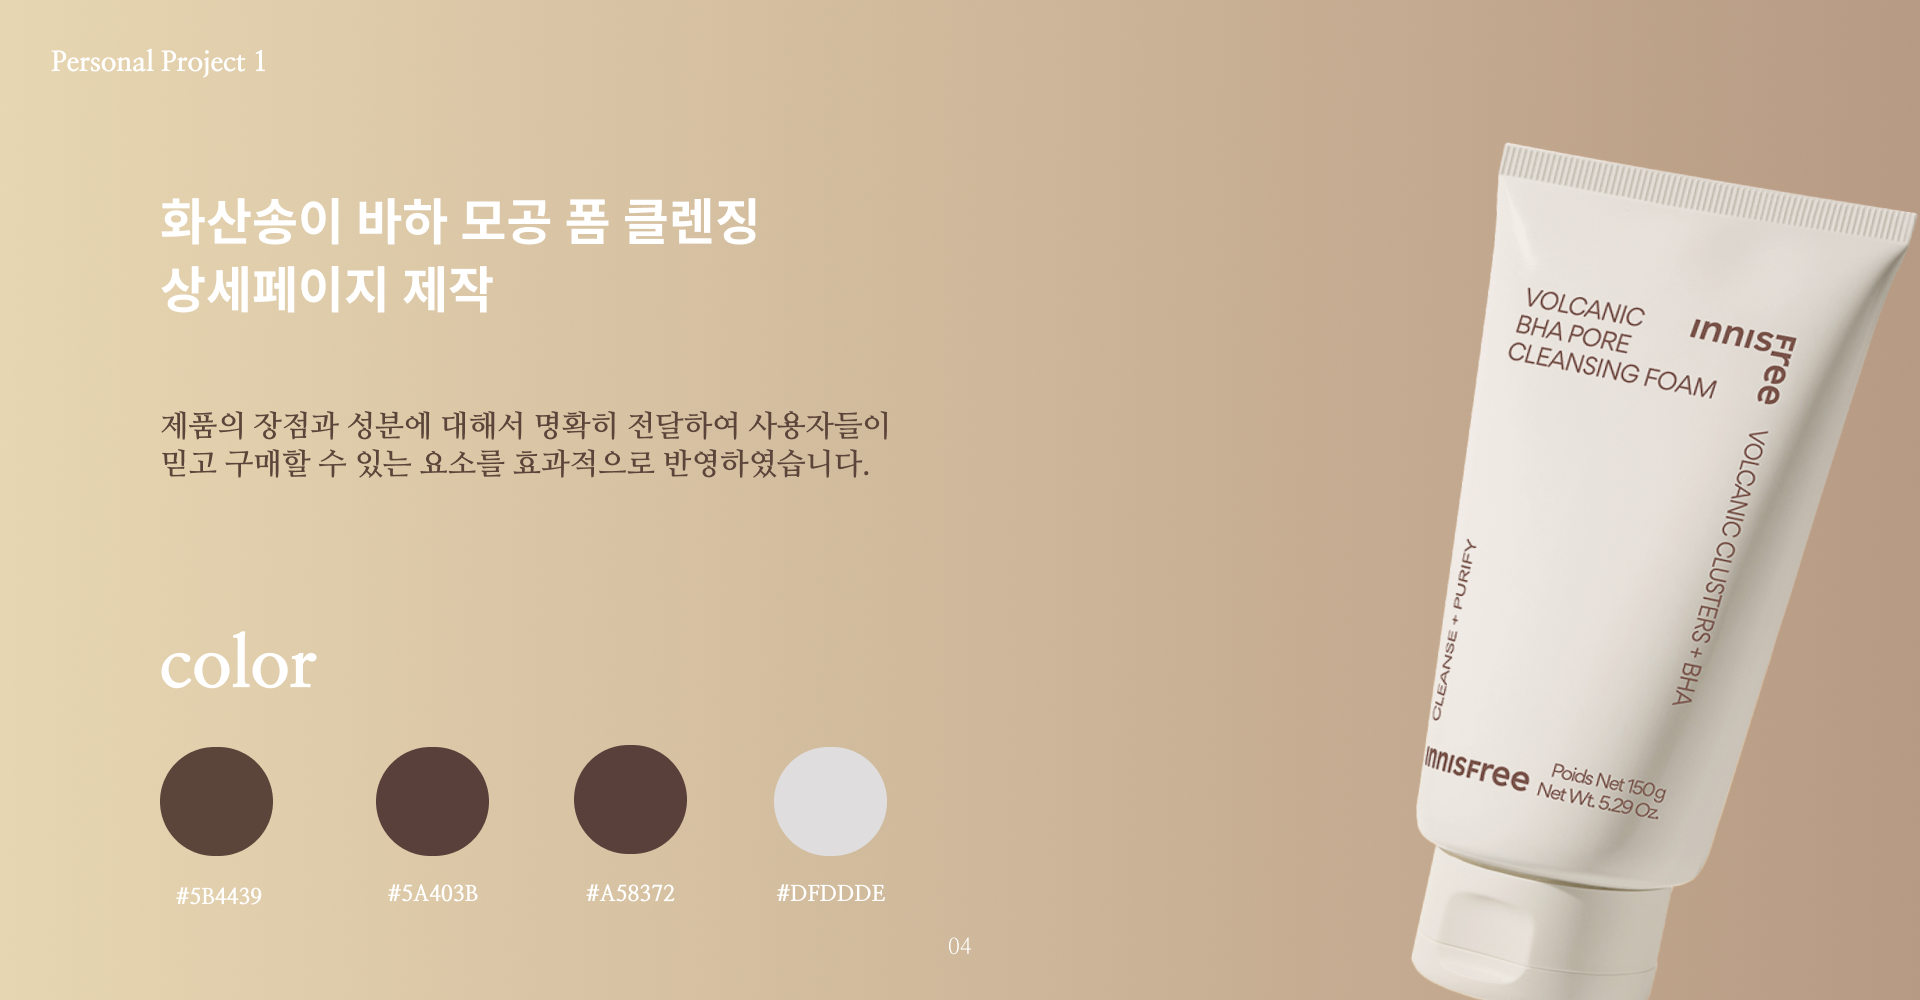 Personal Project 1
화산송이 바하 모공 폼 클렌징
상세페이지 제작
제품의 장점과 성분에 대해서 명확히 전달하여 사용자들이
믿고 구매할 수 있는 요소를 효과적으로 반영하였습니다.
color
#5B4439
#5A403B
#A58372
#DFDDDE
04
VOLCANIC
BHA PORE
CLEANSING FOAM
innisFree
VOLCANIC CLUSTERS + BHA
CLEANSE + PURIFY
innisFree
Poids Net 150g
Net Wt. 5.29 Oz.